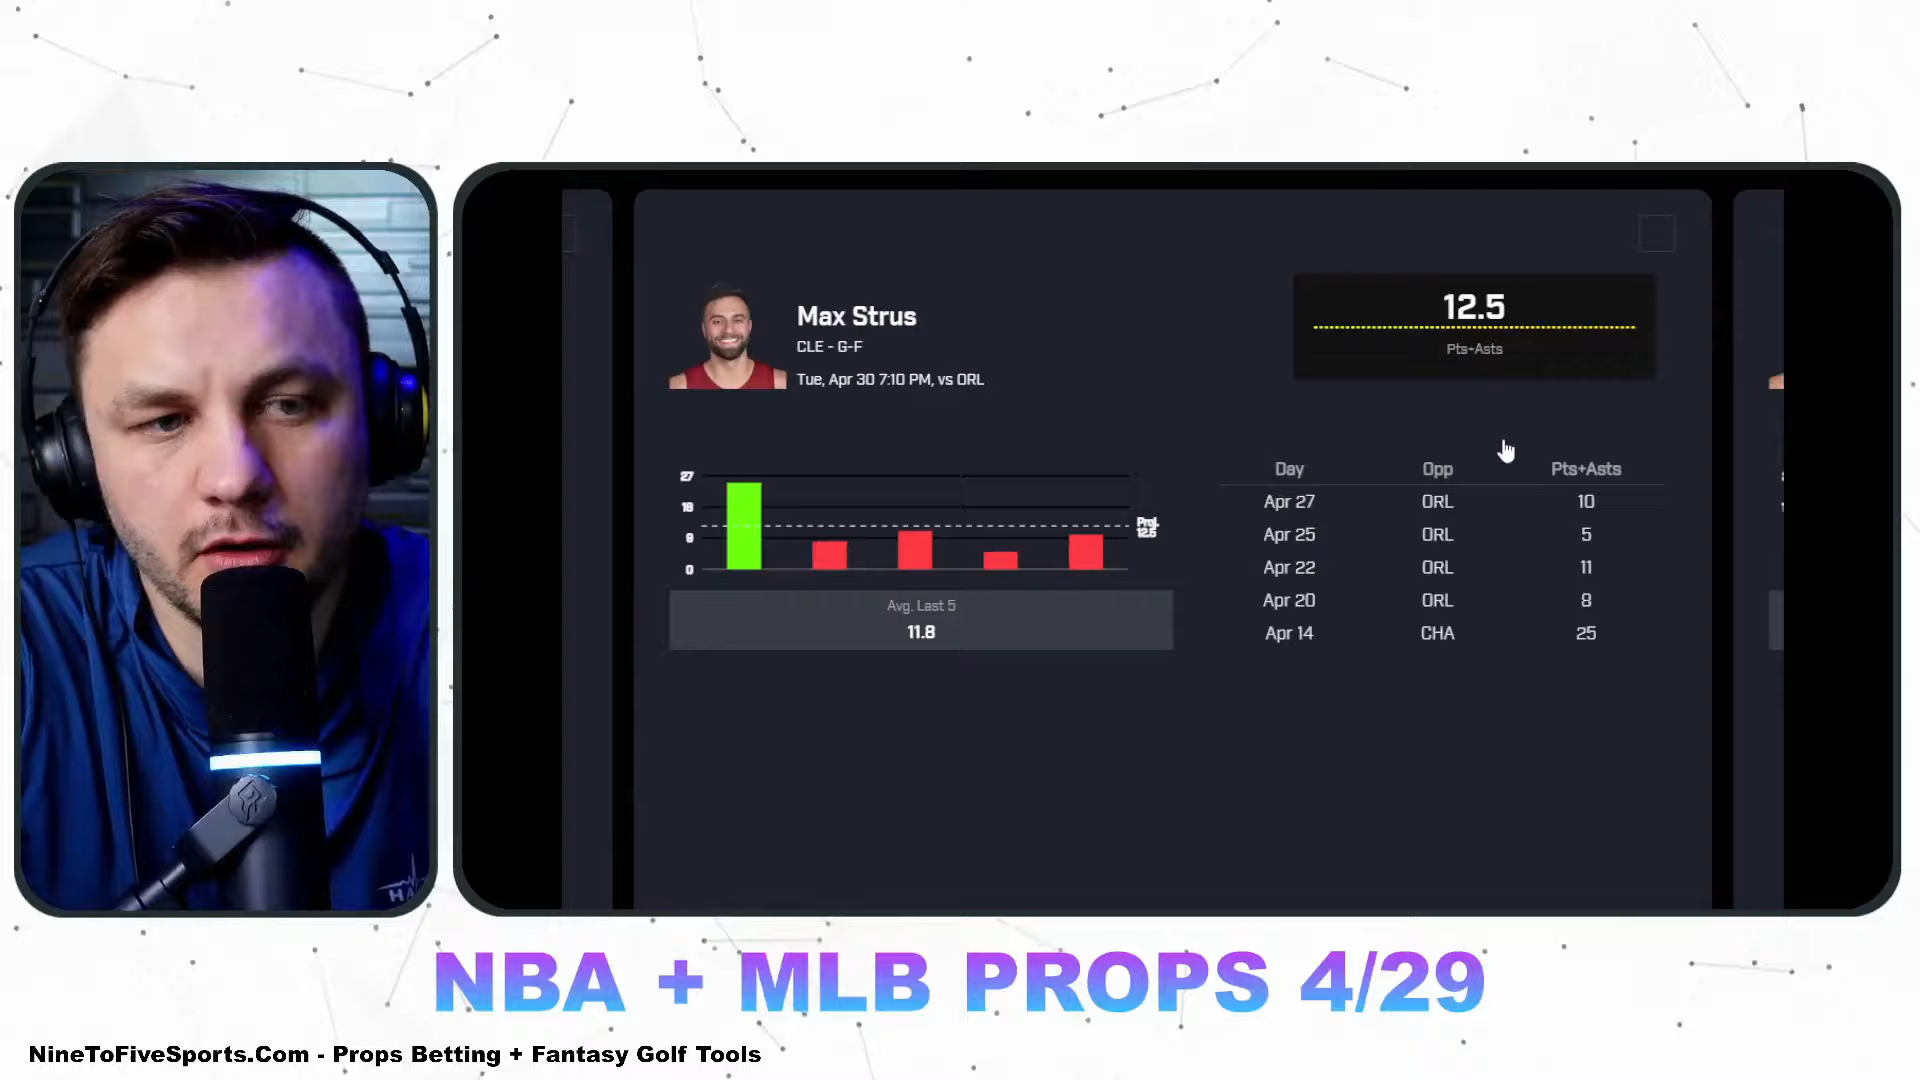 Max Strus
CLE - G-F
Tue, Apr 30 7:10 PM, vs ORL
12.5
Pts+Asts
27
18
9
0
Proj.
12.5
Avg. Last 5
11.8
Day Opp Pts+Asts
Apr 27 ORL 10
Apr 25 ORL 5
Apr 22 ORL 11
Apr 20 ORL 8
Apr 14 CHA 25
NBA + MLB PROPS 4/29
NineToFiveSports.Com - Props Betting + Fantasy Golf Tools